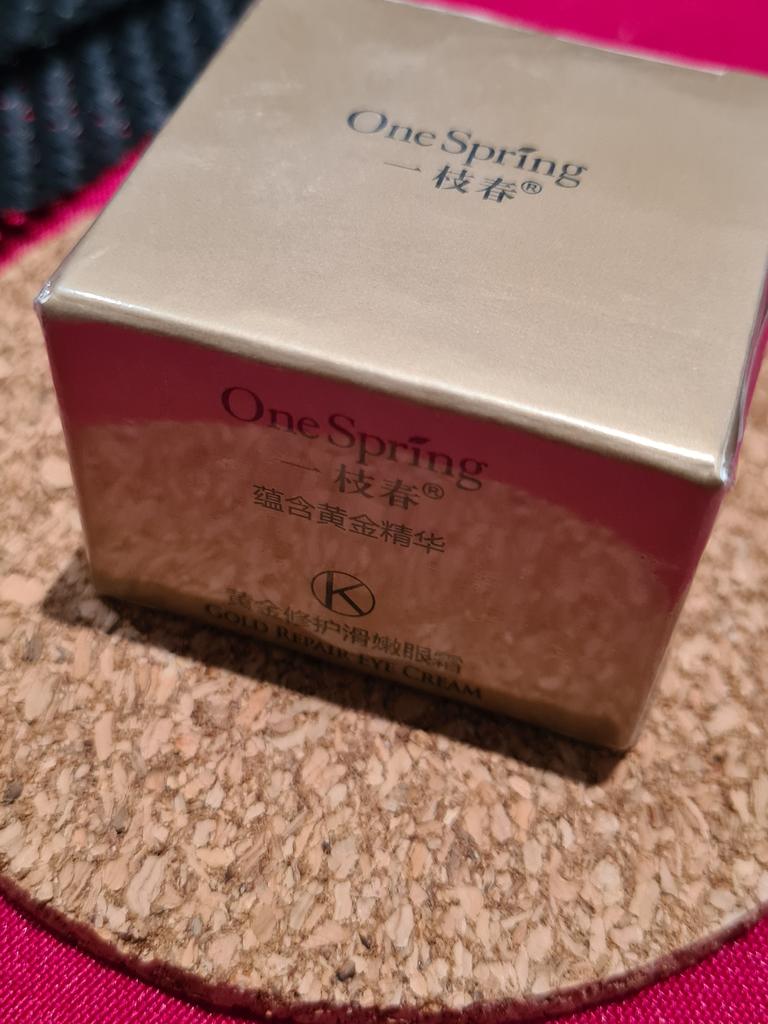 One Spring
一枝春®
One Spring
一枝春®
蕴含黄金精华
K
黄金修护滑嫩眼霜
GOLD REPAIR EYE CREAM